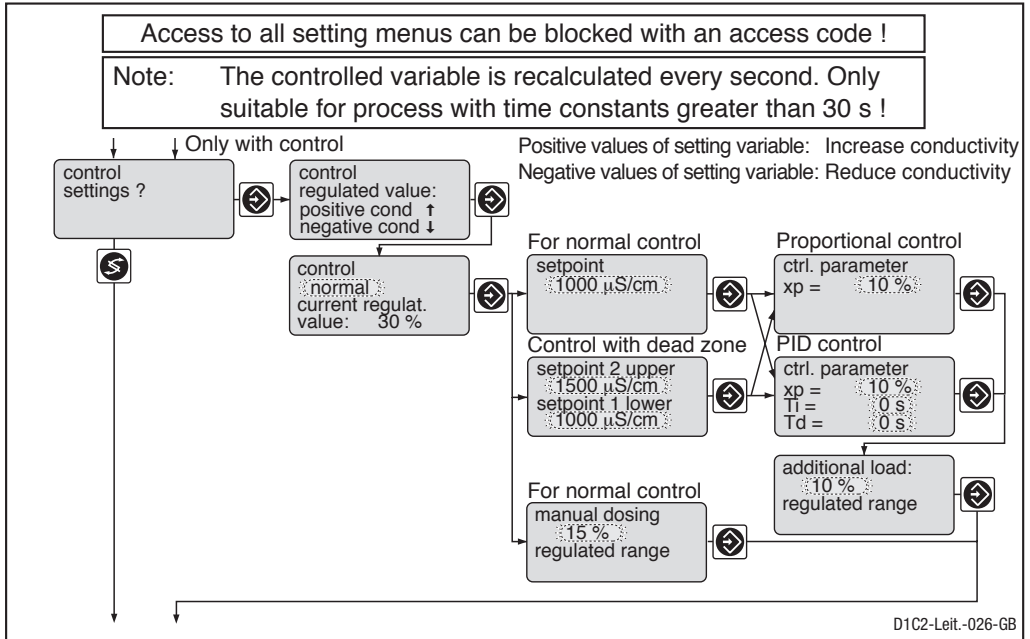 Access to all setting menus can be blocked with an access code !
Note: The controlled variable is recalculated every second. Only
suitable for process with time constants greater than 30 s !
Only with control
Positive values of setting variable: Increase conductivity
Negative values of setting variable: Reduce conductivity
control
settings ?
control
regulated value:
positive cond ↑
negative cond ↓
control
normal
current regulat.
value: 30 %
For normal control
setpoint
1000 µS/cm
Control with dead zone
setpoint 2 upper
1500 µS/cm
setpoint 1 lower
1000 µS/cm
For normal control
manual dosing
15 %
regulated range
Proportional control
ctrl. parameter
xp = 10 %
PID control
ctrl. parameter
xp = 10 %
Ti = 0 s
Td = 0 s
additional load:
10 %
regulated range
D1C2-Leit.-026-GB